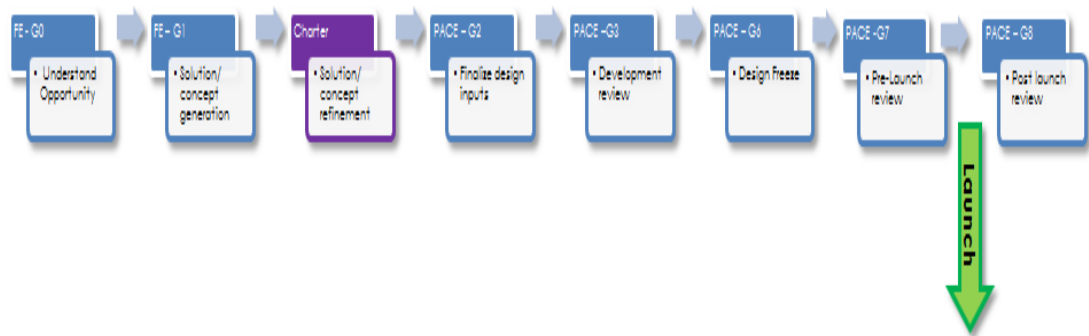 FE - G0
• Understand
Opportunity
FE - G1
• Solution/
concept
generation
Charter
• Solution/
concept
refinement
PACE - G2
• Finalize design
inputs
PACE -G3
• Development
review
PACE - G6
• Design Freeze
PACE -G7
• Pre-Launch
review
PACE - G8
• Post launch
review
Launch